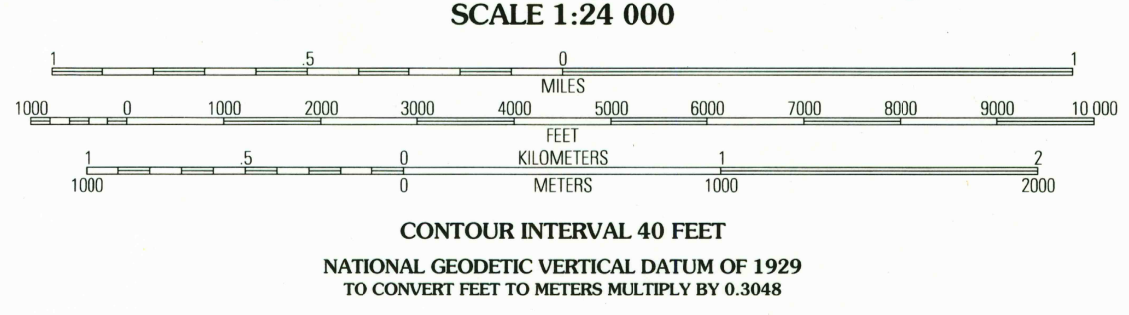 SCALE 1:24 000
1 .5 0 1
MILES
1000 0 1000 2000 3000 4000 5000 6000 7000 8000 9000 10 000
FEET
1 .5 0 KILOMETERS 1 2
1000 0 METERS 1000 2000
CONTOUR INTERVAL 40 FEET
NATIONAL GEODETIC VERTICAL DATUM OF 1929
TO CONVERT FEET TO METERS MULTIPLY BY 0.3048